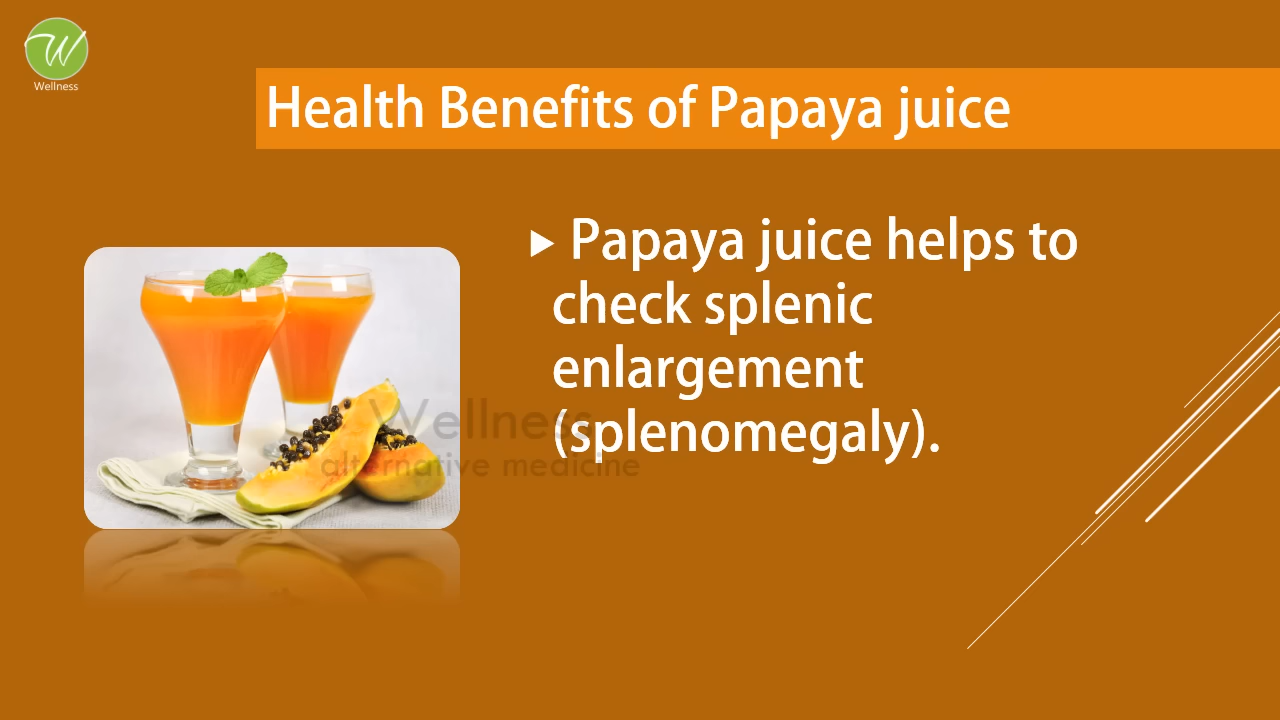 W
Wellness
Health Benefits of Papaya juice
Papaya juice helps to
check splenic
enlargement
(splenomegaly).
Wellness
alternative medicine